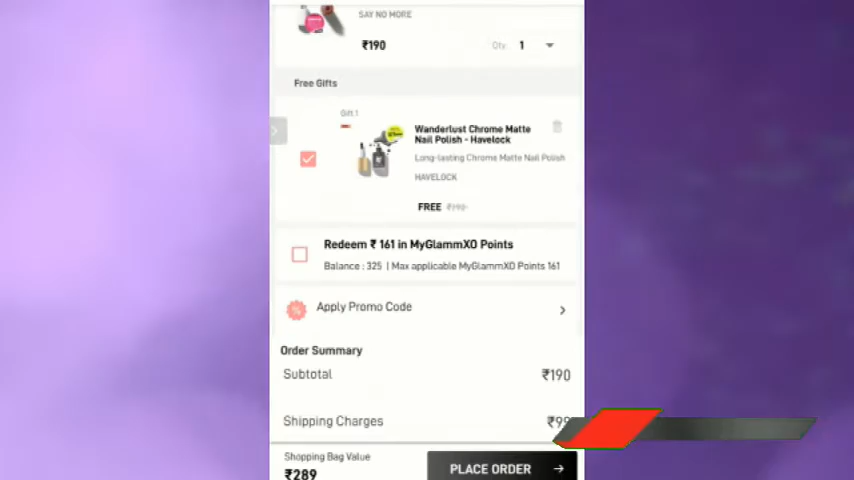 SAY NO MORE
₹190
Qty: 1
Free Gifts
Gift 1
Wanderlust Chrome Matte
Nail Polish - Havelock
Long-lasting Chrome Matte Nail Polish
HAVELOCK
FREE ₹190
Redeem ₹ 161 in MyGlammXO Points
Balance : 325 | Max applicable MyGlammXO Points 161
Apply Promo Code
Order Summary
Subtotal ₹190
Shipping Charges ₹99
Shopping Bag Value
₹289
PLACE ORDER